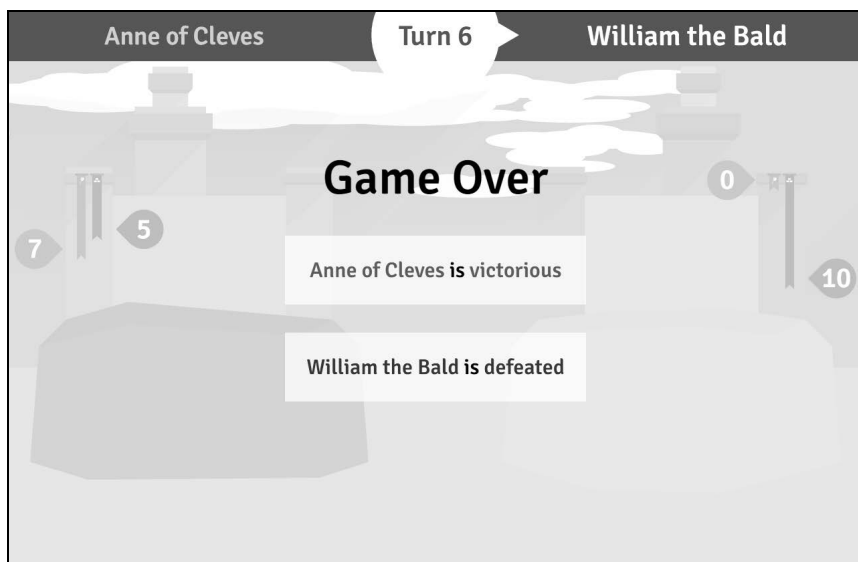 Anne of Cleves
Turn 6
William the Bald
Game Over
0
5
7
10
Anne of Cleves is victorious
William the Bald is defeated